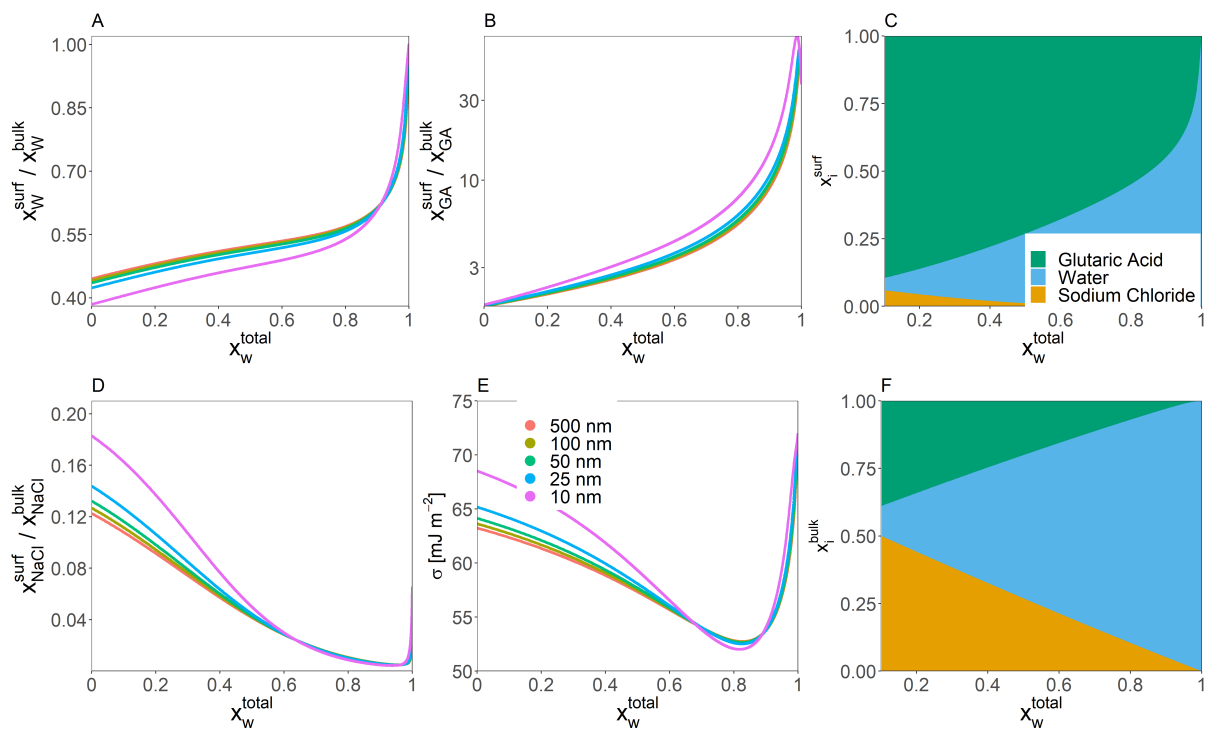 A
x_W^surf / x_W^bulk
1.00
0.85
0.70
0.55
0.40
0
0.2
0.4
0.6
0.8
1
x_w^total
B
x_GA^surf / x_GA^bulk
30
10
3
0
0.2
0.4
0.6
0.8
1
x_w^total
C
x_i^surf
1.00
0.75
0.50
0.25
0.00
Glutaric Acid
Water
Sodium Chloride
0.2
0.4
0.6
0.8
1
x_w^total
D
x_NaCl^surf / x_NaCl^bulk
0.20
0.16
0.12
0.08
0.04
0
0.2
0.4
0.6
0.8
1
x_w^total
E
σ [mJ m⁻²]
75
70
65
60
55
50
500 nm
100 nm
50 nm
25 nm
10 nm
0
0.2
0.4
0.6
0.8
1
x_w^total
F
x_i^bulk
1.00
0.75
0.50
0.25
0.00
0.2
0.4
0.6
0.8
1
x_w^total